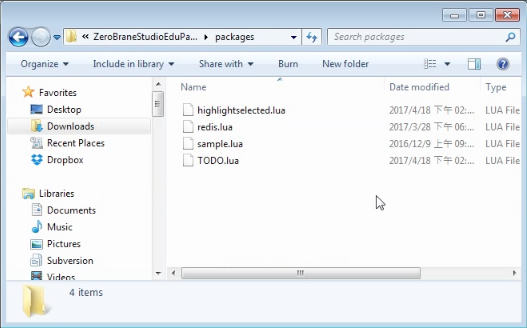 « ZeroBraneStudioEduPa... ▸ packages
Search packages
Organize Include in library Share with Burn New folder
Name Date modified Type
Favorites
Desktop
Downloads
Recent Places
Dropbox
Libraries
Documents
Music
Pictures
Subversion
Videos
highlightselected.lua 2017/4/18 下午 02:... LUA File
redis.lua 2017/3/28 下午 06:... LUA File
sample.lua 2016/12/9 上午 09:... LUA File
TODO.lua 2017/4/18 下午 02:... LUA File
4 items